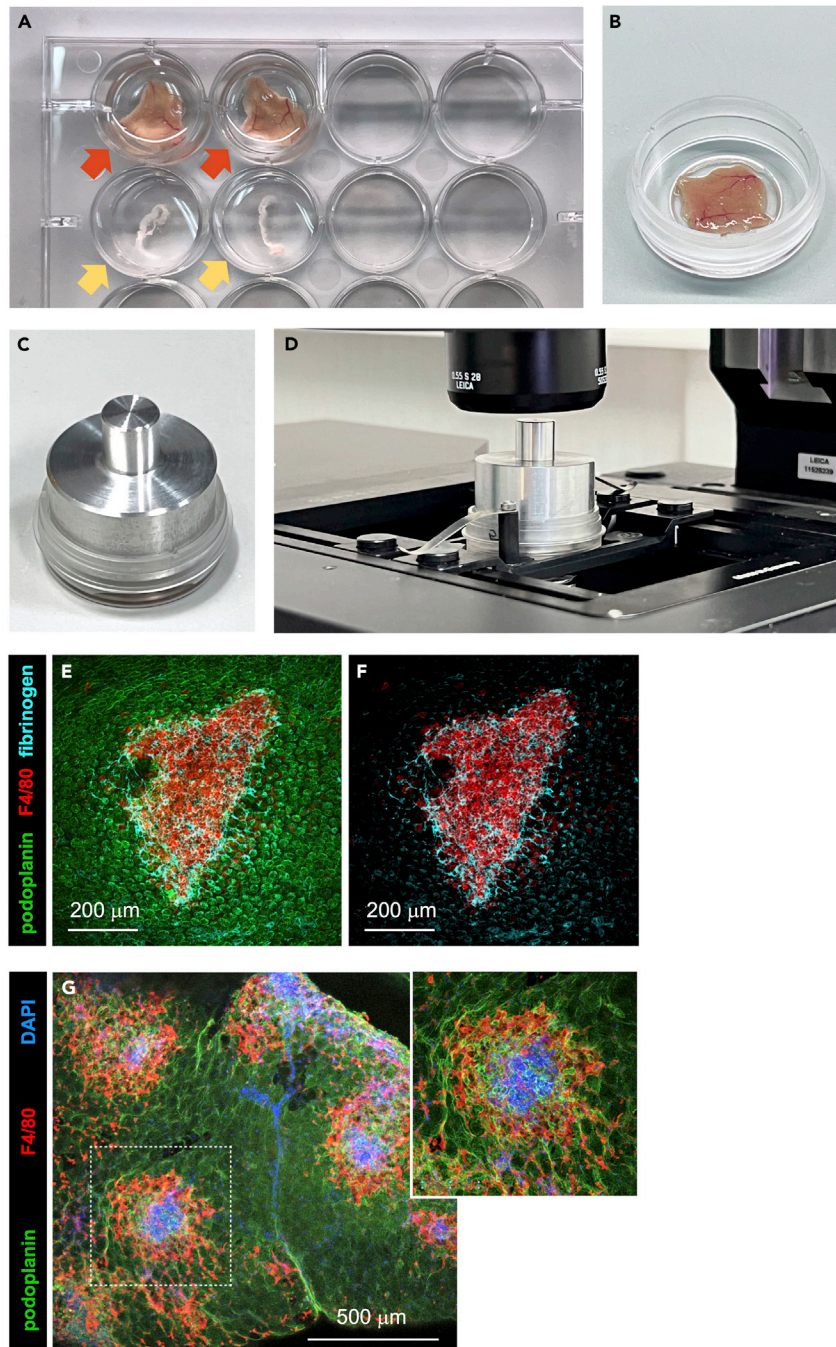 A
B
C
D
0.55 S 28
LEICA
LEICA
11525239
podoplanin F4/80 fibrinogen
E
F
200 μm
200 μm
podoplanin F4/80 DAPI
G
500 μm